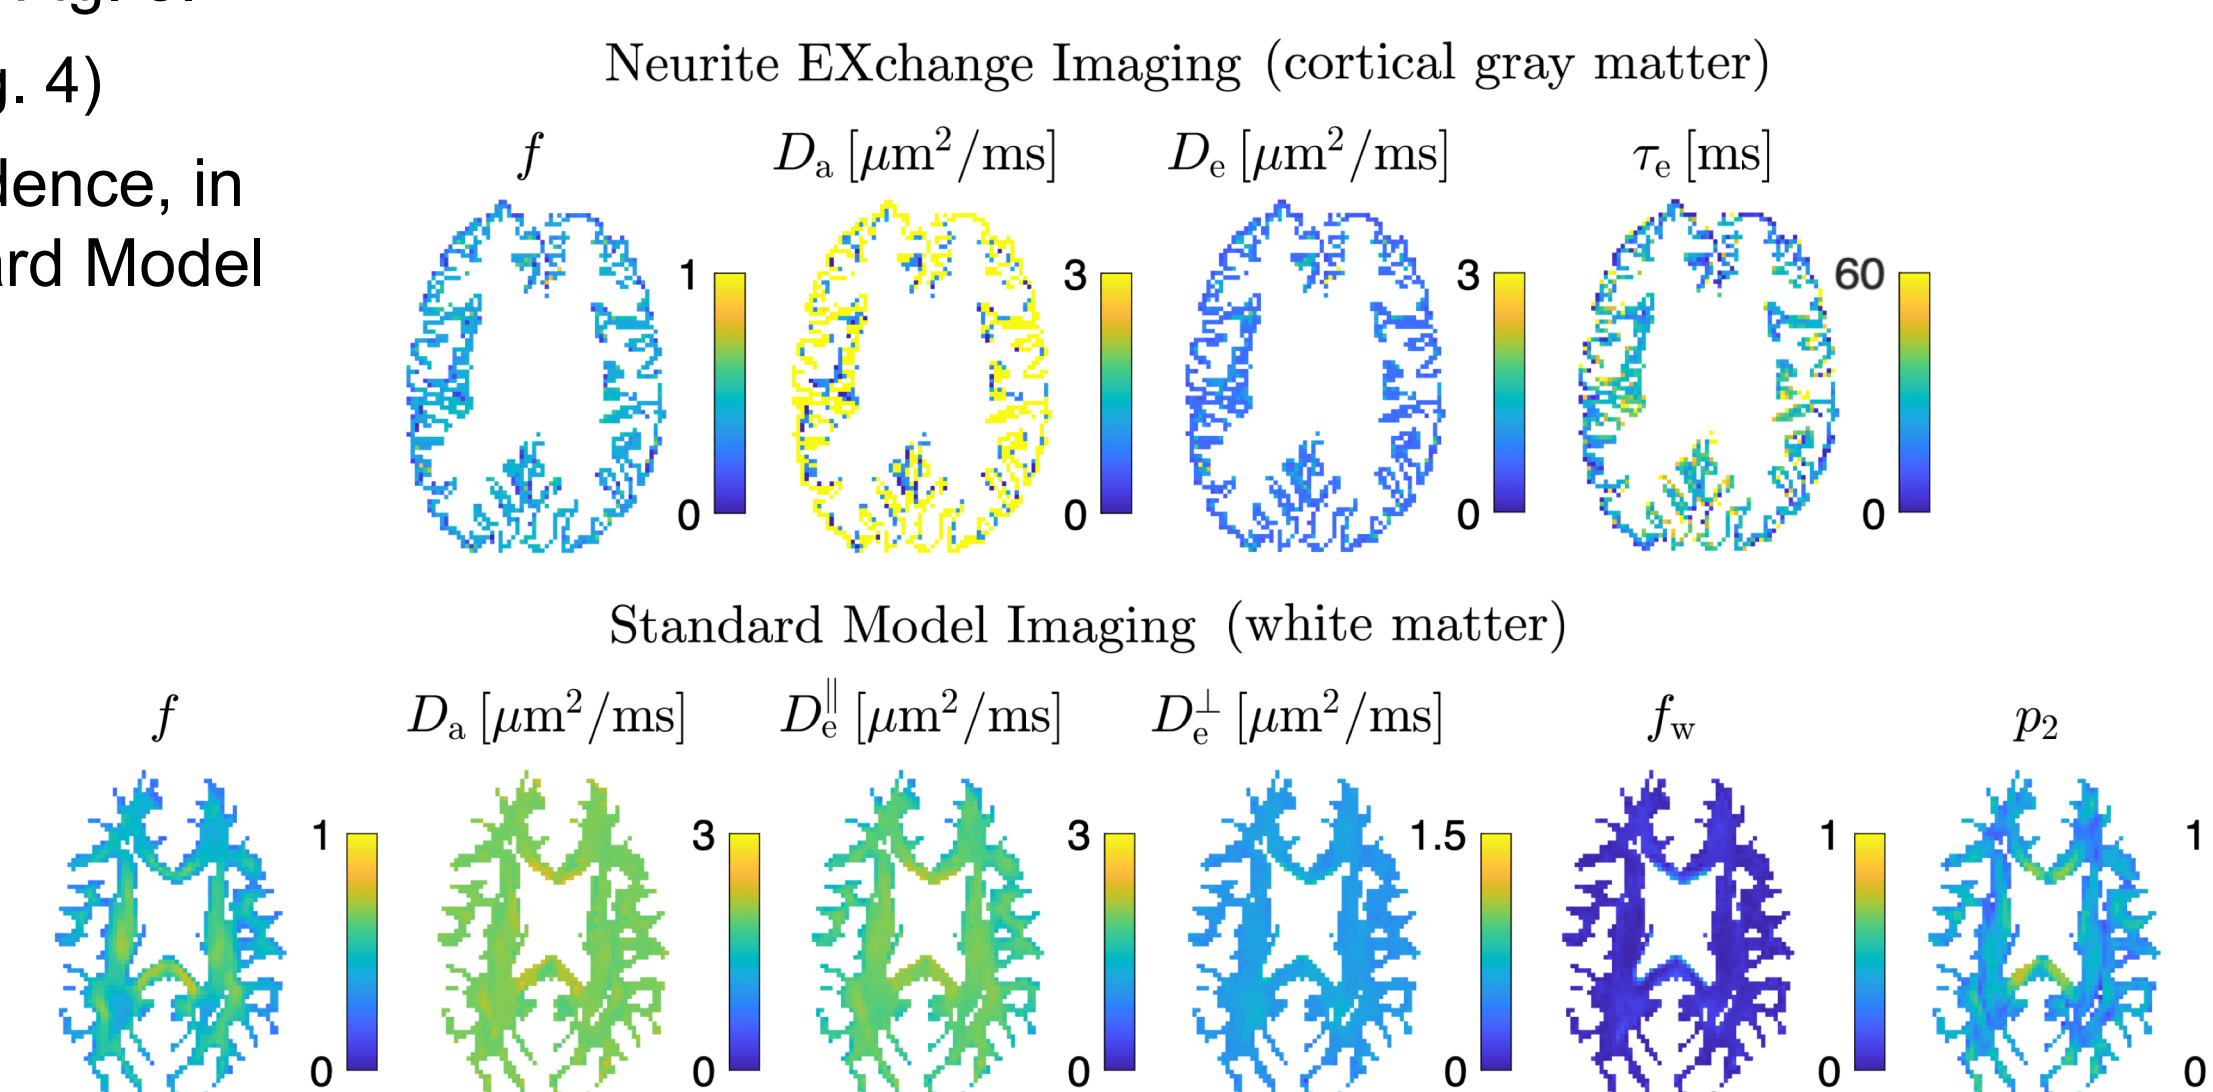 g. 4)
dence, in
ard Model
Neurite EXchange Imaging (cortical gray matter)
f
Dₐ [μm²/ms]
Dₑ [μm²/ms]
τₑ [ms]
1
0
3
0
3
0
60
0
Standard Model Imaging (white matter)
f
Dₐ [μm²/ms]
Dₑ^∥ [μm²/ms]
Dₑ^⊥ [μm²/ms]
f_w
p₂
1
0
3
0
3
0
1.5
0
1
0
1
0